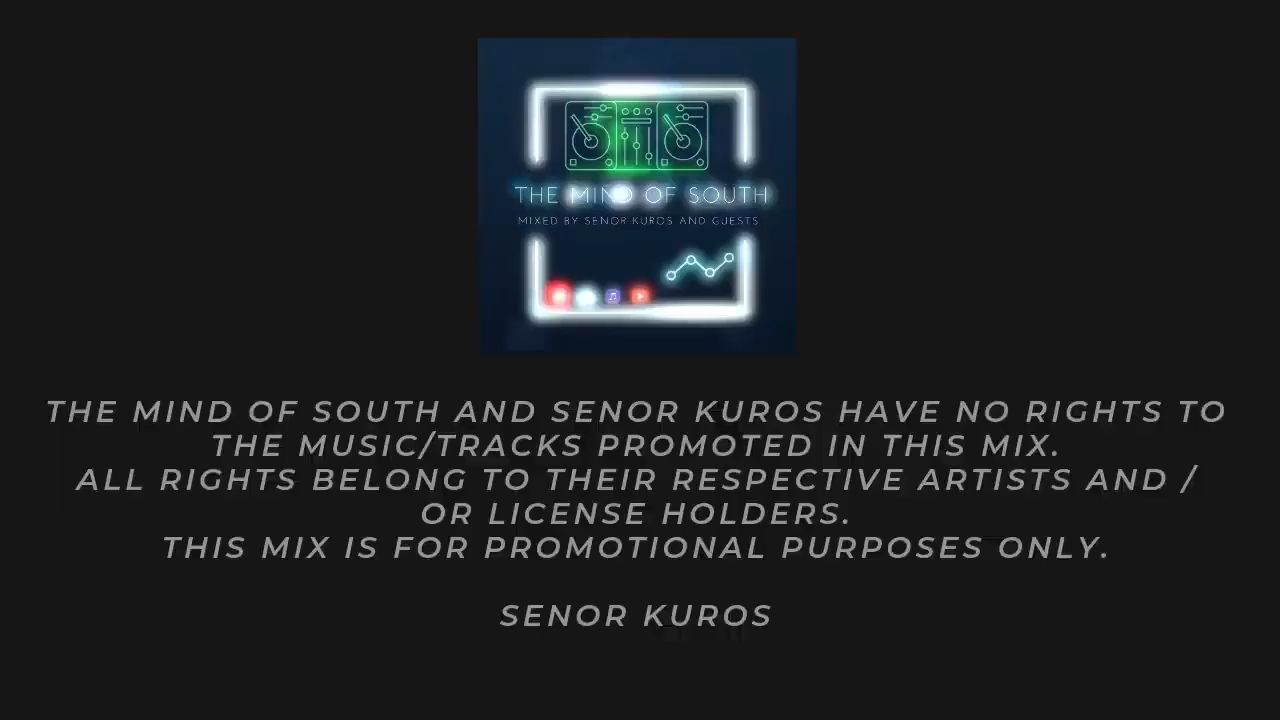 THE MIND OF SOUTH
MIXED BY SENOR KUROS AND GUESTS
THE MIND OF SOUTH AND SENOR KUROS HAVE NO RIGHTS TO
THE MUSIC/TRACKS PROMOTED IN THIS MIX.
ALL RIGHTS BELONG TO THEIR RESPECTIVE ARTISTS AND /
OR LICENSE HOLDERS.
THIS MIX IS FOR PROMOTIONAL PURPOSES ONLY.
SENOR KUROS